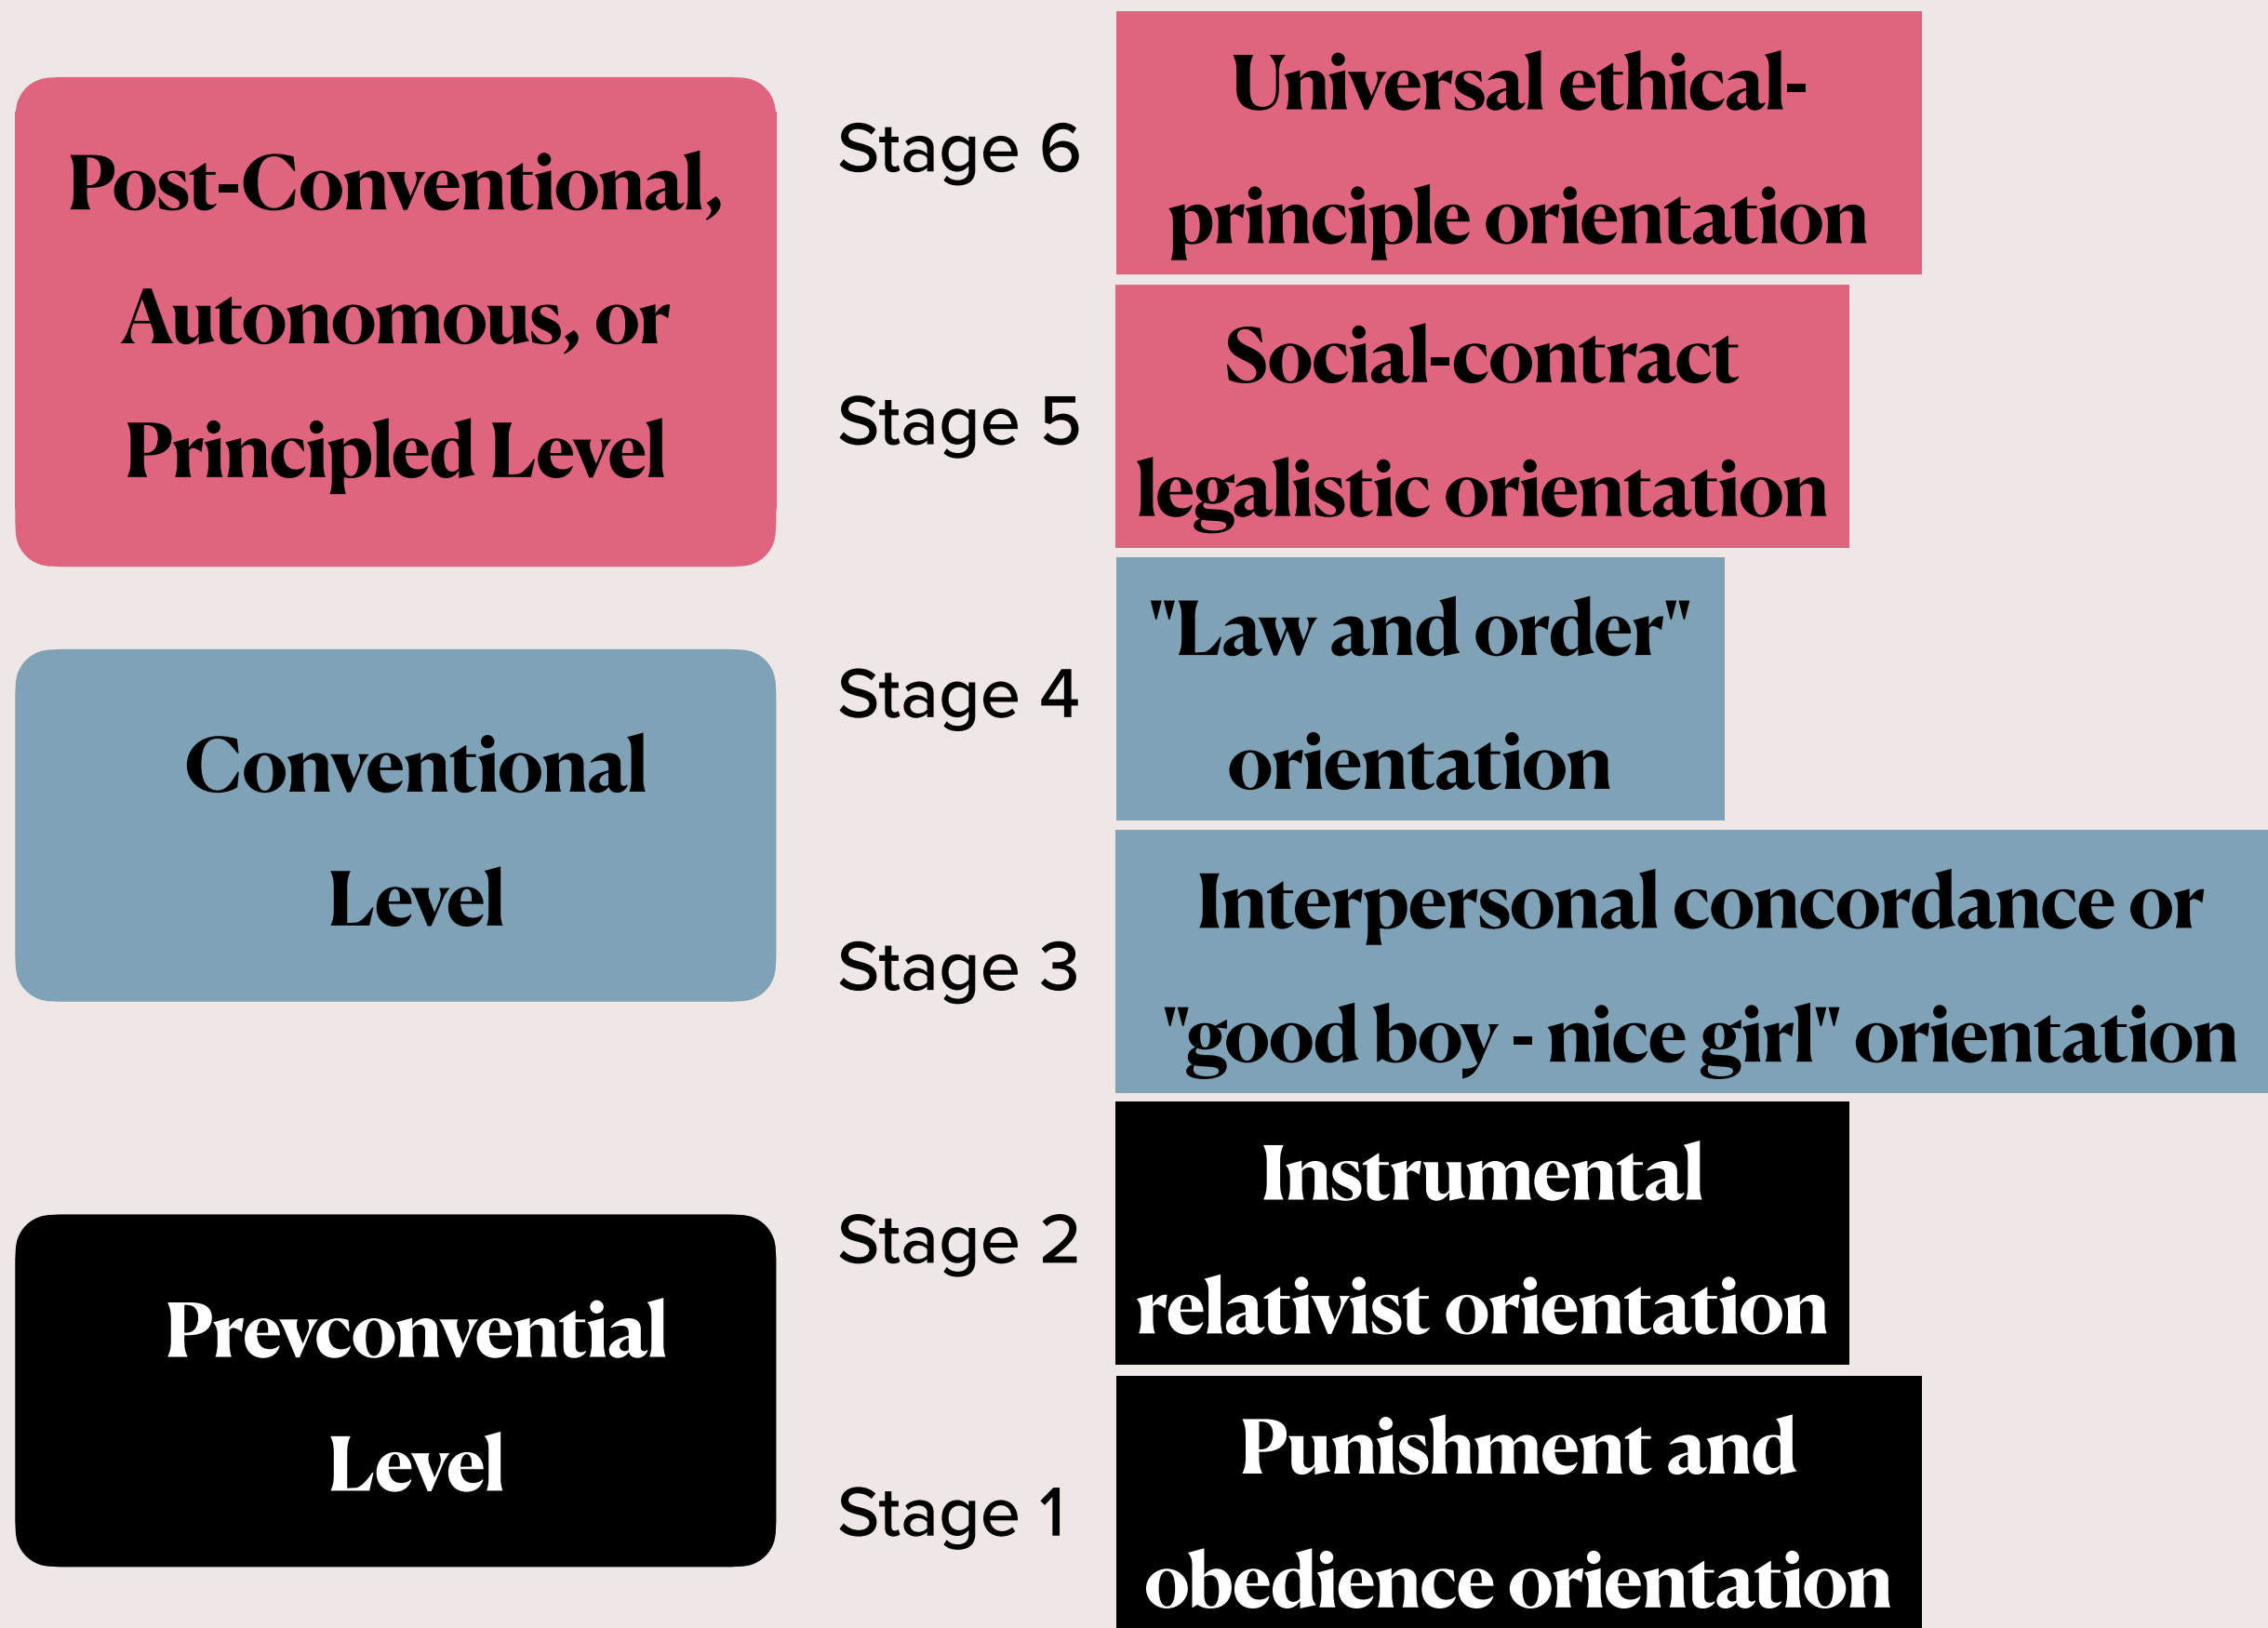 Post-Conventional,
Autonomous, or
Principled Level
Stage 6
Universal ethical-
principle orientation
Stage 5
Social-contract
legalistic orientation
Conventional
Level
Stage 4
"Law and order"
orientation
Stage 3
Interpersonal concordance or
"good boy - nice girl" orientation
Prevconvential
Level
Stage 2
Instrumental
relativist orientation
Stage 1
Punishment and
obedience orientation